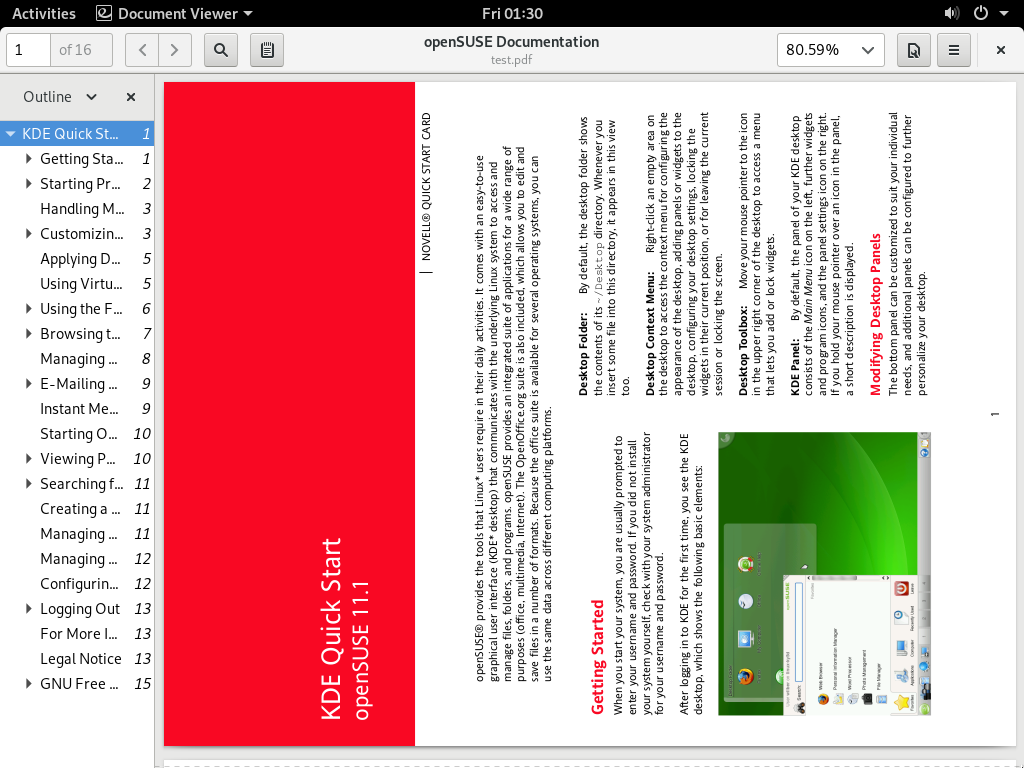 Activities
Document Viewer
Fri 01:30
1
of 16
openSUSE Documentation
test.pdf
80.59%
Outline
KDE Quick St... 1
Getting Sta... 1
Starting Pr... 2
Handling M... 3
Customizin... 3
Applying D... 5
Using Virtu... 5
Using the F... 6
Browsing t... 7
Managing ... 8
E-Mailing ... 9
Instant Me... 9
Starting O... 10
Viewing P... 10
Searching f... 11
Creating a ... 11
Managing ... 11
Managing ... 12
Configurin... 12
Logging Out 13
For More I... 13
Legal Notice 13
GNU Free ... 15
KDE Quick Start
openSUSE 11.1
NOVELL® QUICK START CARD
openSUSE® provides the tools that Linux* users require in their daily activities. It comes with an easy-to-use
graphical user interface (KDE* desktop) that communicates with the underlying Linux system to access and
manage files, folders, and programs. openSUSE provides an integrated suite of applications for a wide range of
purposes (office, multimedia, Internet). The OpenOffice.org suite is also included, which allows you to edit and
save files in a number of formats. Because the office suite is available for several operating systems, you can
use the same data across different computing platforms.
Getting Started
When you start your system, you are usually prompted to
enter your username and password. If you did not install
your system yourself, check with your system administrator
for your username and password.
After logging in to KDE for the first time, you see the KDE
desktop, which shows the following basic elements:
openSUSE
Search:
Web Browser
Personal Information Manager
Word Processor
Photo Management
File Manager
Favorites
Applications
Computer
Recently Used
Leave
Desktop Folder: By default, the desktop folder shows
the contents of its ~/Desktop directory. Whenever you
insert some file into this directory, it appears in this view
too.
Desktop Context Menu: Right-click an empty area on
the desktop to access the context menu for configuring the
appearance of the desktop, adding panels or widgets to the
desktop, configuring your desktop settings, locking the
widgets in their current position, or for leaving the current
session or locking the screen.
Desktop Toolbox: Move your mouse pointer to the icon
in the upper right corner of the desktop to access a menu
that lets you add or lock widgets.
KDE Panel: By default, the panel of your KDE desktop
consists of the Main Menu icon on the left, further widgets
and program icons, and the panel settings icon on the right.
If you hold your mouse pointer over an icon in the panel,
a short description is displayed.
Modifying Desktop Panels
The bottom panel can be customized to suit your individual
needs, and additional panels can be configured to further
personalize your desktop.
1